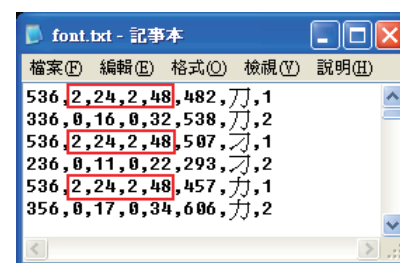 font.txt - 記事本
檔案(F) 編輯(E) 格式(O) 檢視(V) 說明(H)
536,2,24,2,48,482,刀,1
336,0,16,0,32,538,刀,2
536,2,24,2,48,507,刁,1
236,0,11,0,22,293,刁,2
536,2,24,2,48,457,力,1
356,0,17,0,34,606,力,2